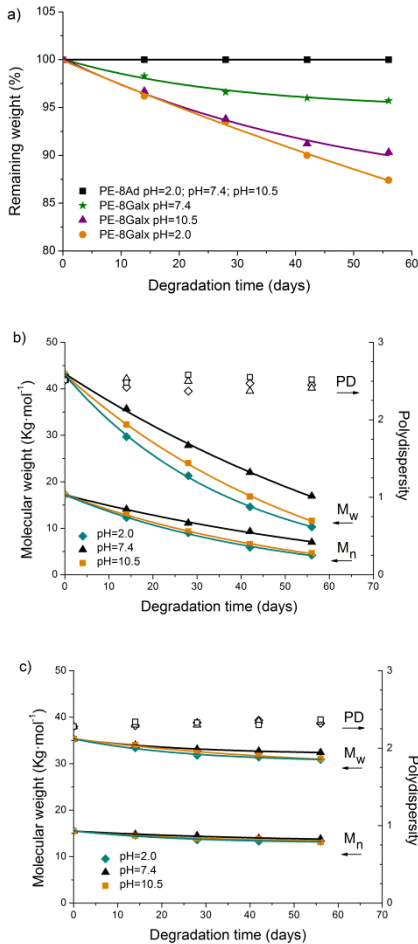 a)
105
100
95
90
85
80
Remaining weight (%)
PE-8Ad pH=2.0; pH=7.4; pH=10.5
PE-8Galx pH=7.4
PE-8Galx pH=10.5
PE-8Galx pH=2.0
0 10 20 30 40 50 60
Degradation time (days)
b)
50
40
30
20
10
0
Molecular weight (Kg·mol⁻¹)
3
2
1
0
Polydispersity
PD
Mw
Mn
pH=2.0
pH=7.4
pH=10.5
0 10 20 30 40 50 60 70
Degradation time (days)
c)
50
40
30
20
10
0
Molecular weight (Kg·mol⁻¹)
3
2
1
0
Polydispersity
PD
Mw
Mn
pH=2.0
pH=7.4
pH=10.5
0 10 20 30 40 50 60 70
Degradation time (days)